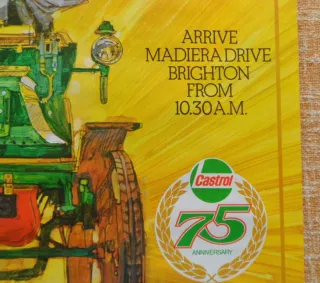 ARRIVE
MADIERA DRIVE
BRIGHTON
FROM
10.30 A.M.
Castrol
75
ANNIVERSARY